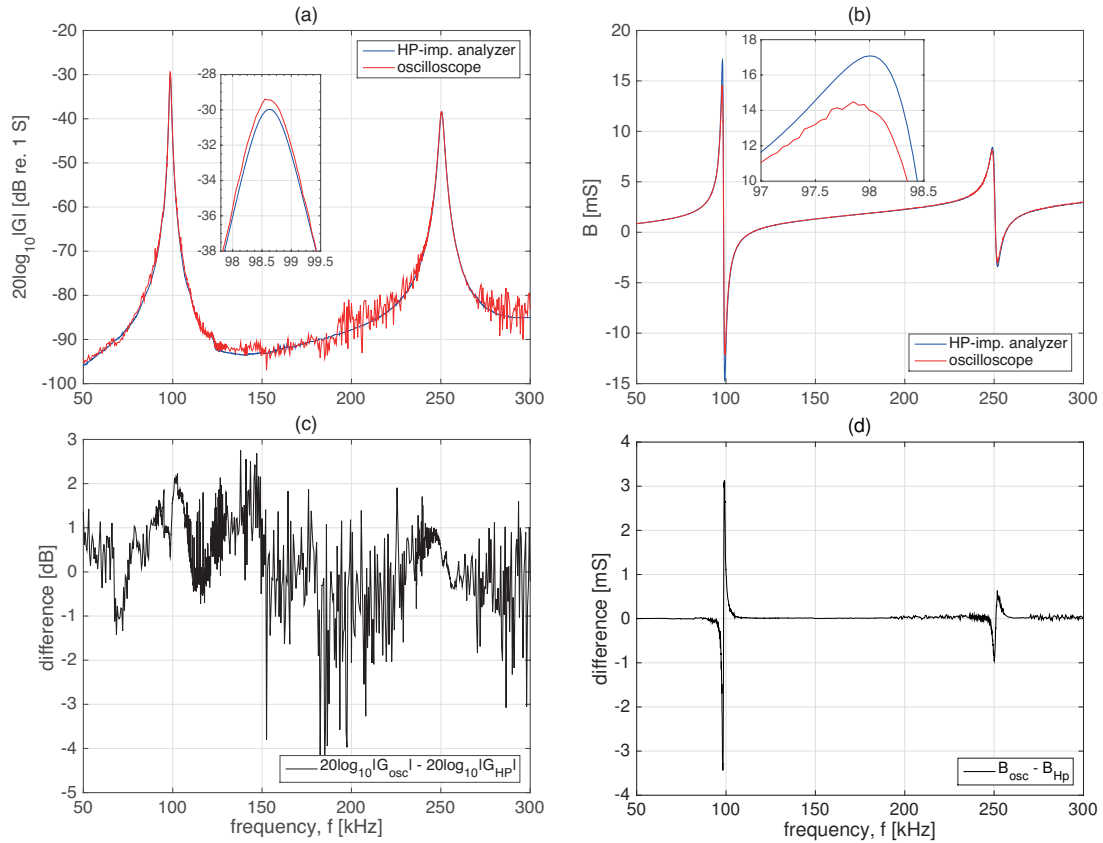 (a)
20log10|G| [dB re. 1 S]
-20
-30
-40
-50
-60
-70
-80
-90
-100
50 100 150 200 250 300
HP-imp. analyzer
oscilloscope
-28
-30
-32
-34
-36
-38
98 98.5 99 99.5
(b)
B [mS]
20
15
10
5
0
-5
-10
-15
50 100 150 200 250 300
18
16
14
12
10
97 97.5 98 98.5
HP-imp. analyzer
oscilloscope
(c)
difference [dB]
3
2
1
0
-1
-2
-3
-4
-5
50 100 150 200 250 300
frequency, f [kHz]
20log10|Gosc| - 20log10|GHP|
(d)
difference [mS]
4
3
2
1
0
-1
-2
-3
-4
50 100 150 200 250 300
frequency, f [kHz]
Bosc - BHp